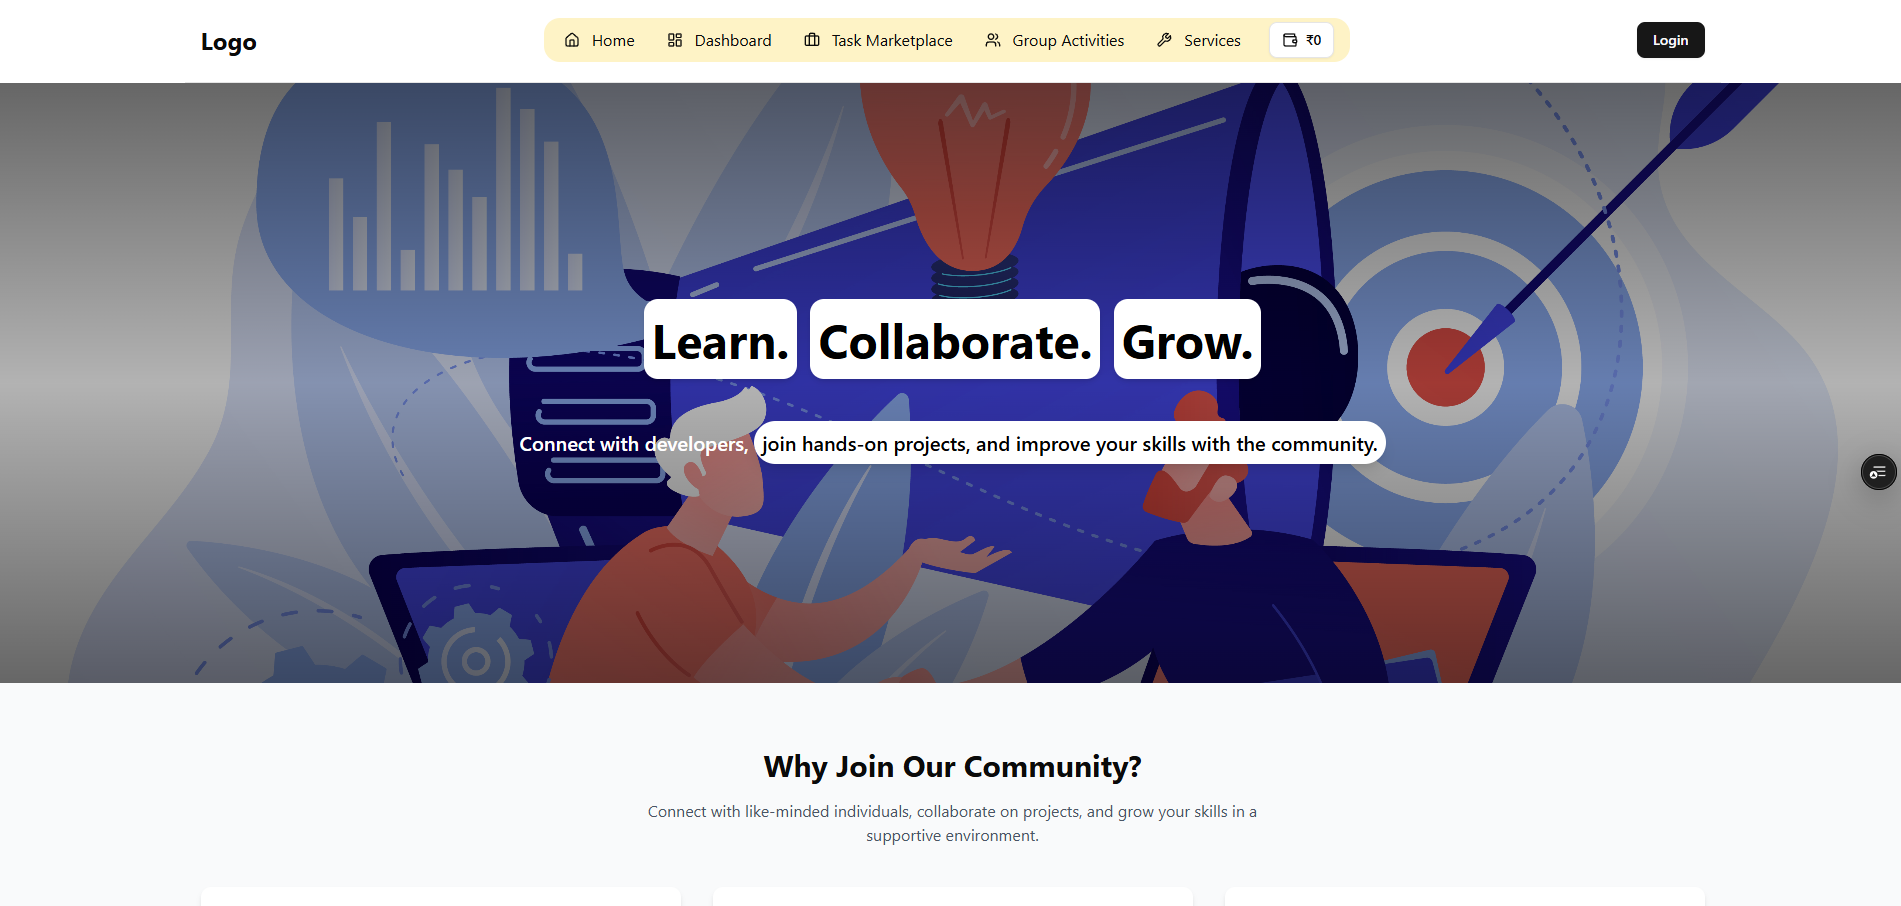 Logo
Home Dashboard Task Marketplace Group Activities Services ₹0
Login
Learn. Collaborate. Grow.
Connect with developers, join hands-on projects, and improve your skills with the community.
Why Join Our Community?
Connect with like-minded individuals, collaborate on projects, and grow your skills in a
supportive environment.